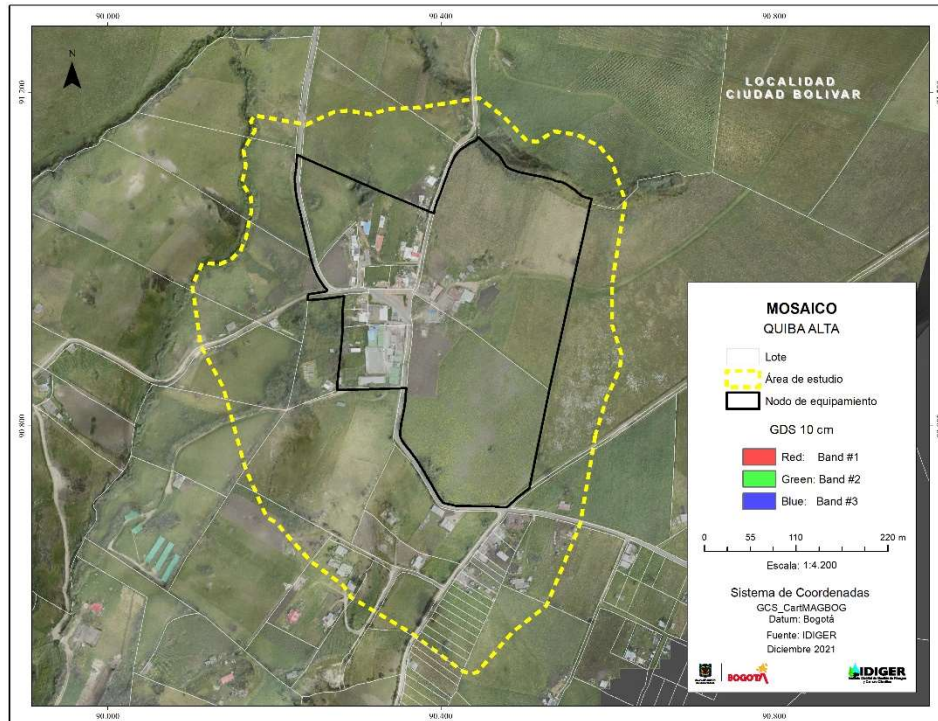 90.000
90.400
90.800
91.200
N
LOCALIDAD
CIUDAD BOLIVAR
MOSAICO
QUIBA ALTA
Lote
Área de estudio
Nodo de equipamiento
GDS 10 cm
Red: Band #1
Green: Band #2
Blue: Band #3
0 55 110 220 m
Escala: 1:4.200
Sistema de Coordenadas
GCS_CartMAGBOG
Datum: Bogotá
Fuente: IDIGER
Diciembre 2021
BOGOTÁ
IDIGER
90.800
90.000
90.400
90.800